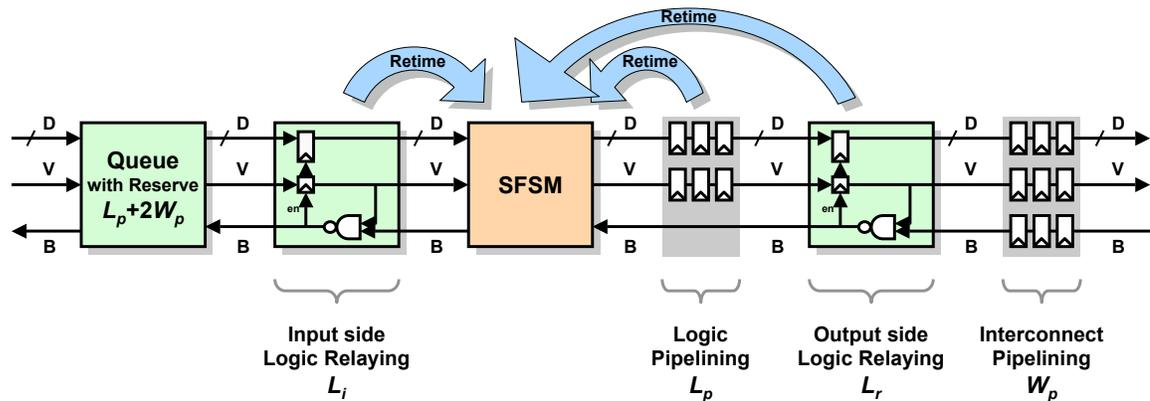 Retime
Retime
Retime
D
D
D
D
D
D
D
Queue
with Reserve
Lp+2Wp
V
V
V
V
V
V
V
SFSM
en
en
B
B
B
B
B
B
B
Input side
Logic Relaying
Li
Logic
Pipelining
Lp
Output side
Logic Relaying
Lr
Interconnect
Pipelining
Wp